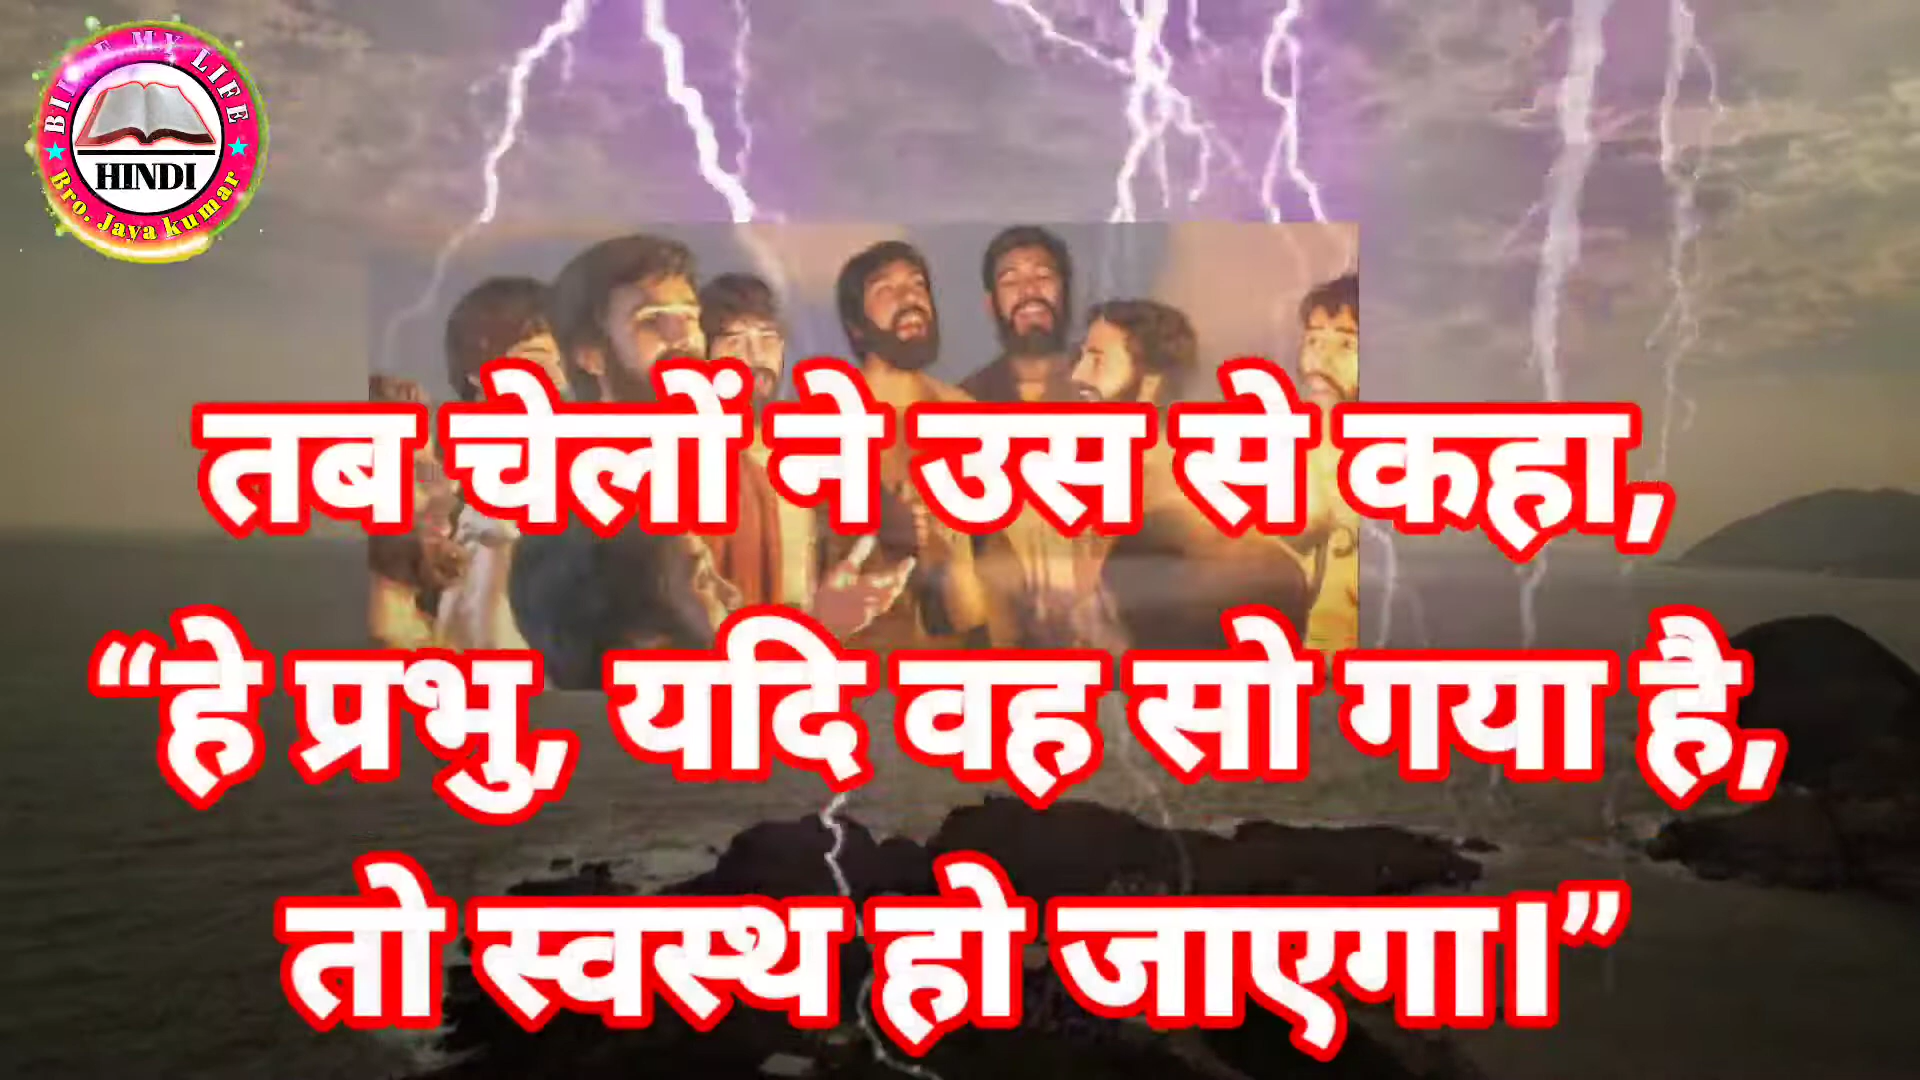 BIBLE MY LIFE
HINDI
Bro. Jaya kumar
तब चेलों ने उस से कहा,
“हे प्रभु, यदि वह सो गया है,
तो स्वस्थ हो जाएगा।”